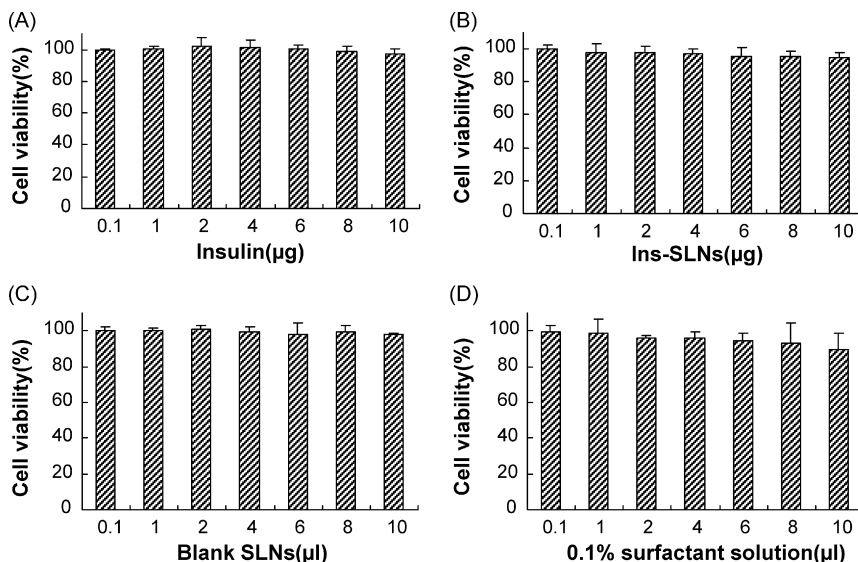 (A)
Cell viability(%)
100
80
60
40
20
0
0.1 1 2 4 6 8 10
Insulin(μg)
(B)
Cell viability(%)
100
80
60
40
20
0
0.1 1 2 4 6 8 10
Ins-SLNs(μg)
(C)
Cell viability(%)
100
80
60
40
20
0
0.1 1 2 4 6 8 10
Blank SLNs(μl)
(D)
Cell viability(%)
100
80
60
40
20
0
0.1 1 2 4 6 8 10
0.1% surfactant solution(μl)